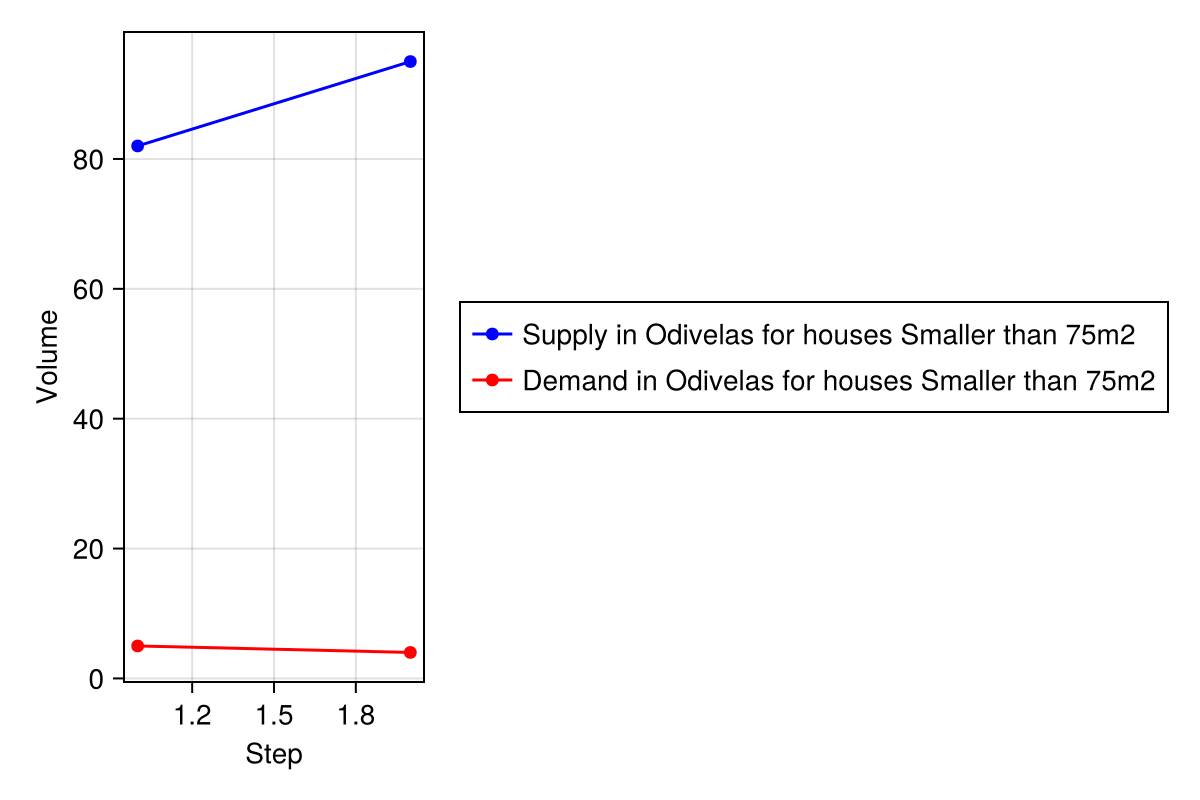 80
60
40
20
0
Volume
1.2 1.5 1.8
Step
Supply in Odivelas for houses Smaller than 75m2
Demand in Odivelas for houses Smaller than 75m2